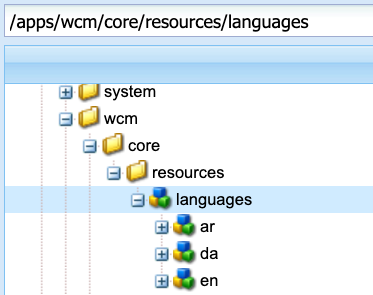 /apps/wcm/core/resources/languages
system
wcm
core
resources
languages
ar
da
en